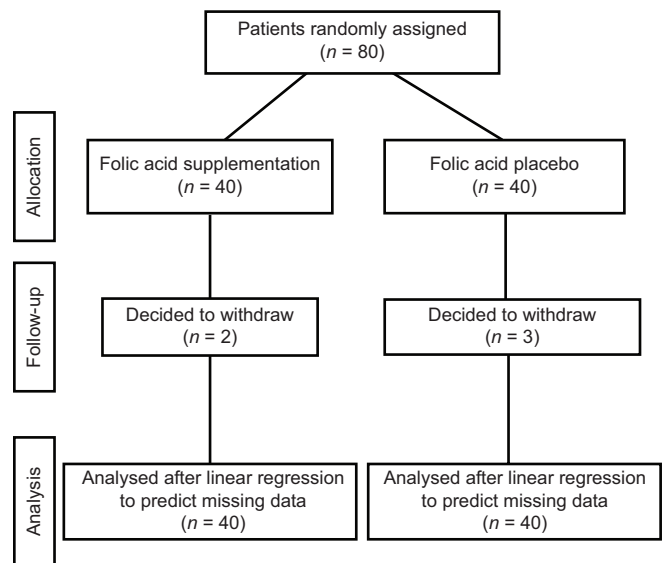 Patients randomly assigned
(n = 80)
Allocation
Folic acid supplementation
(n = 40)
Folic acid placebo
(n = 40)
Follow-up
Decided to withdraw
(n = 2)
Decided to withdraw
(n = 3)
Analysis
Analysed after linear regression
to predict missing data
(n = 40)
Analysed after linear regression
to predict missing data
(n = 40)